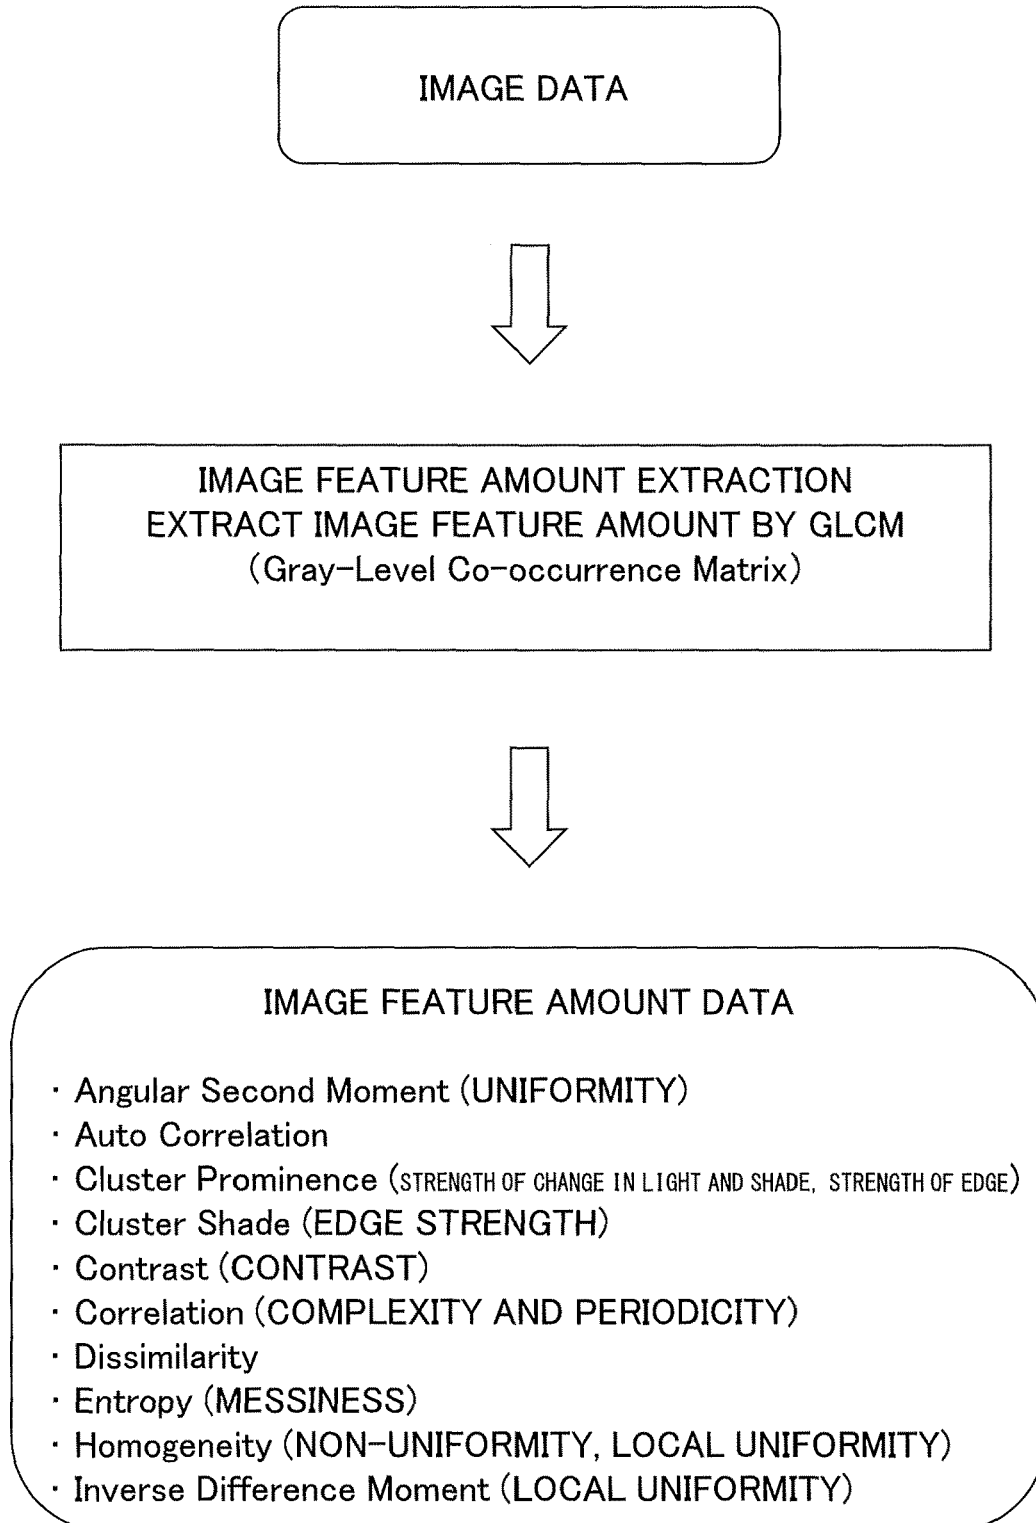 IMAGE DATA
IMAGE FEATURE AMOUNT EXTRACTION
EXTRACT IMAGE FEATURE AMOUNT BY GLCM
(Gray-Level Co-occurrence Matrix)
IMAGE FEATURE AMOUNT DATA
・Angular Second Moment (UNIFORMITY)
・Auto Correlation
・Cluster Prominence (STRENGTH OF CHANGE IN LIGHT AND SHADE, STRENGTH OF EDGE)
・Cluster Shade (EDGE STRENGTH)
・Contrast (CONTRAST)
・Correlation (COMPLEXITY AND PERIODICITY)
・Dissimilarity
・Entropy (MESSINESS)
・Homogeneity (NON-UNIFORMITY, LOCAL UNIFORMITY)
・Inverse Difference Moment (LOCAL UNIFORMITY)